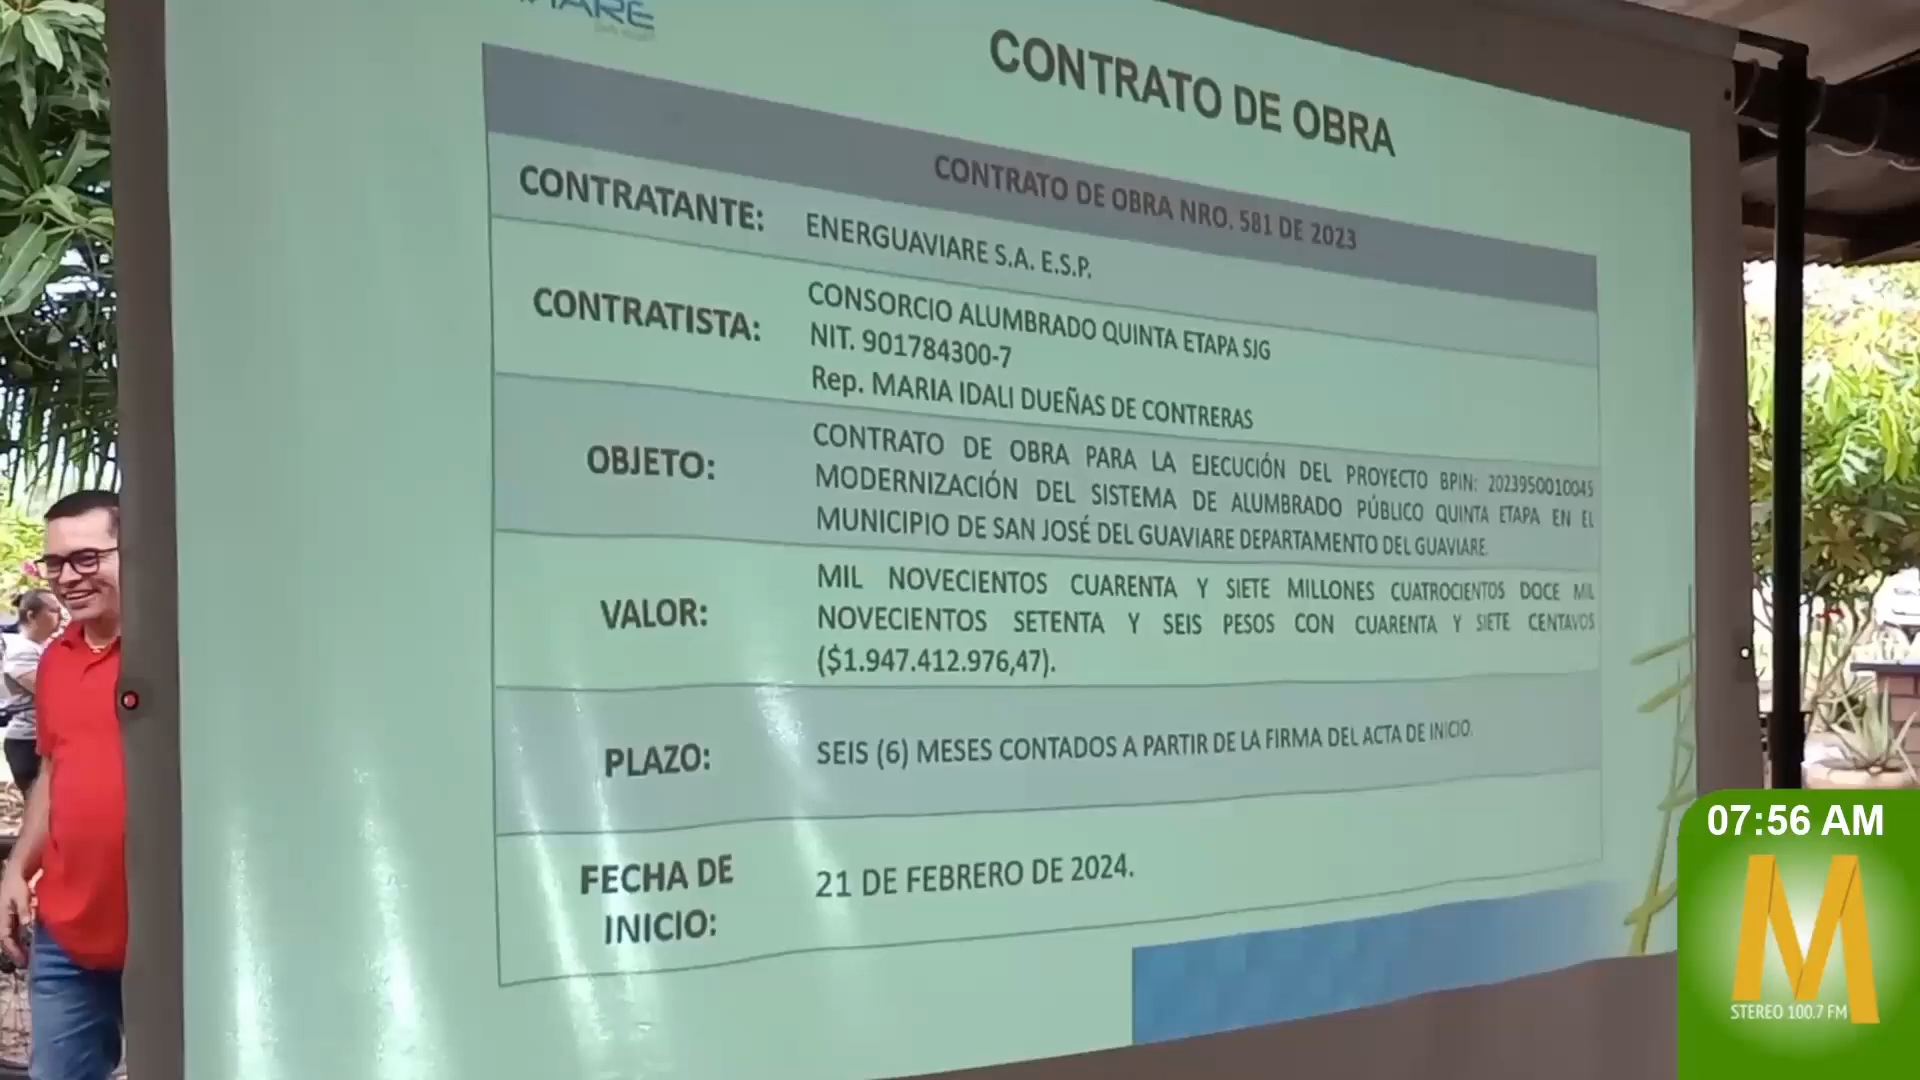 CONTRATO DE OBRA
CONTRATO DE OBRA NRO. 581 DE 2023
CONTRATANTE:
ENERGUAVIARE S.A. E.S.P.
CONTRATISTA:
CONSORCIO ALUMBRADO QUINTA ETAPA SJG
NIT. 901784300-7
Rep. MARIA IDALI DUEÑAS DE CONTRERAS
OBJETO:
CONTRATO DE OBRA PARA LA EJECUCIÓN DEL PROYECTO BPIN: 2023950010045
MODERNIZACIÓN DEL SISTEMA DE ALUMBRADO PÚBLICO QUINTA ETAPA EN EL
MUNICIPIO DE SAN JOSÉ DEL GUAVIARE DEPARTAMENTO DEL GUAVIARE.
VALOR:
MIL NOVECIENTOS CUARENTA Y SIETE MILLONES CUATROCIENTOS DOCE MIL
NOVECIENTOS SETENTA Y SEIS PESOS CON CUARENTA Y SIETE CENTAVOS
($1.947.412.976,47).
PLAZO:
SEIS (6) MESES CONTADOS A PARTIR DE LA FIRMA DEL ACTA DE INICIO.
FECHA DE
INICIO:
21 DE FEBRERO DE 2024.
07:56 AM
M
STEREO 100.7 FM